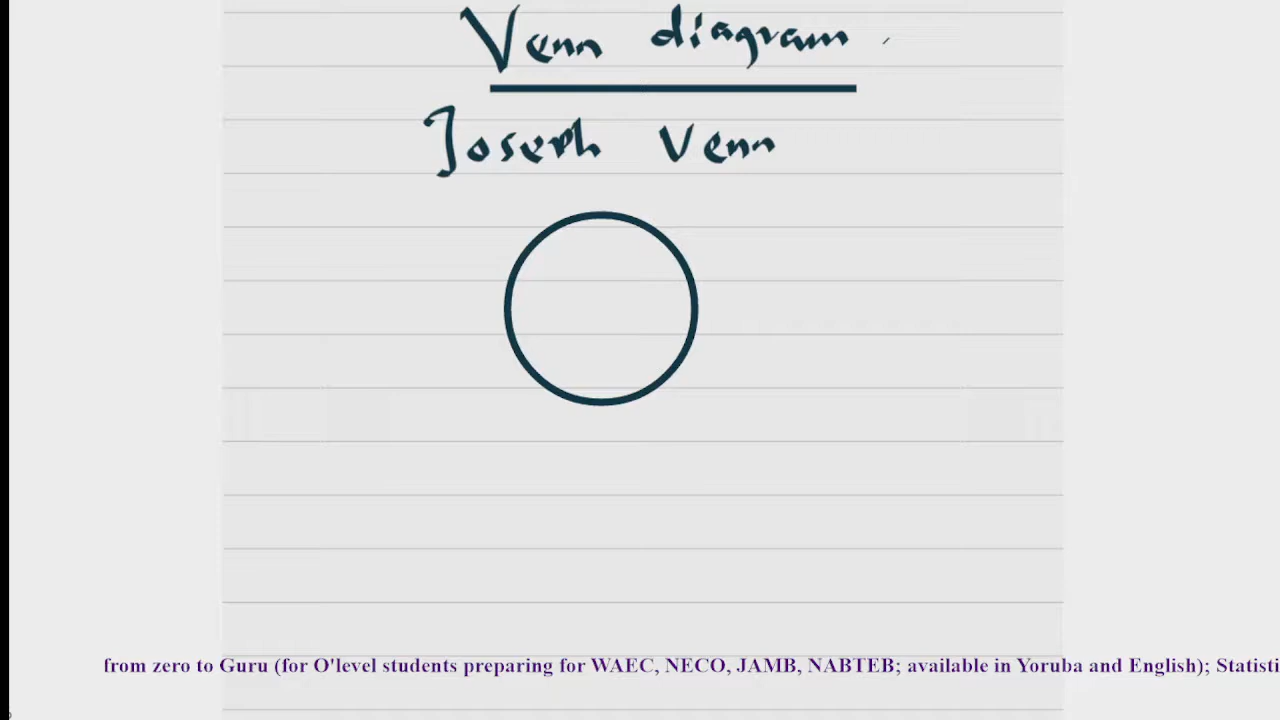 Venn diagram
Joseph Venn
from zero to Guru (for O'level students preparing for WAEC, NECO, JAMB, NABTEB; available in Yoruba and English); Statisti